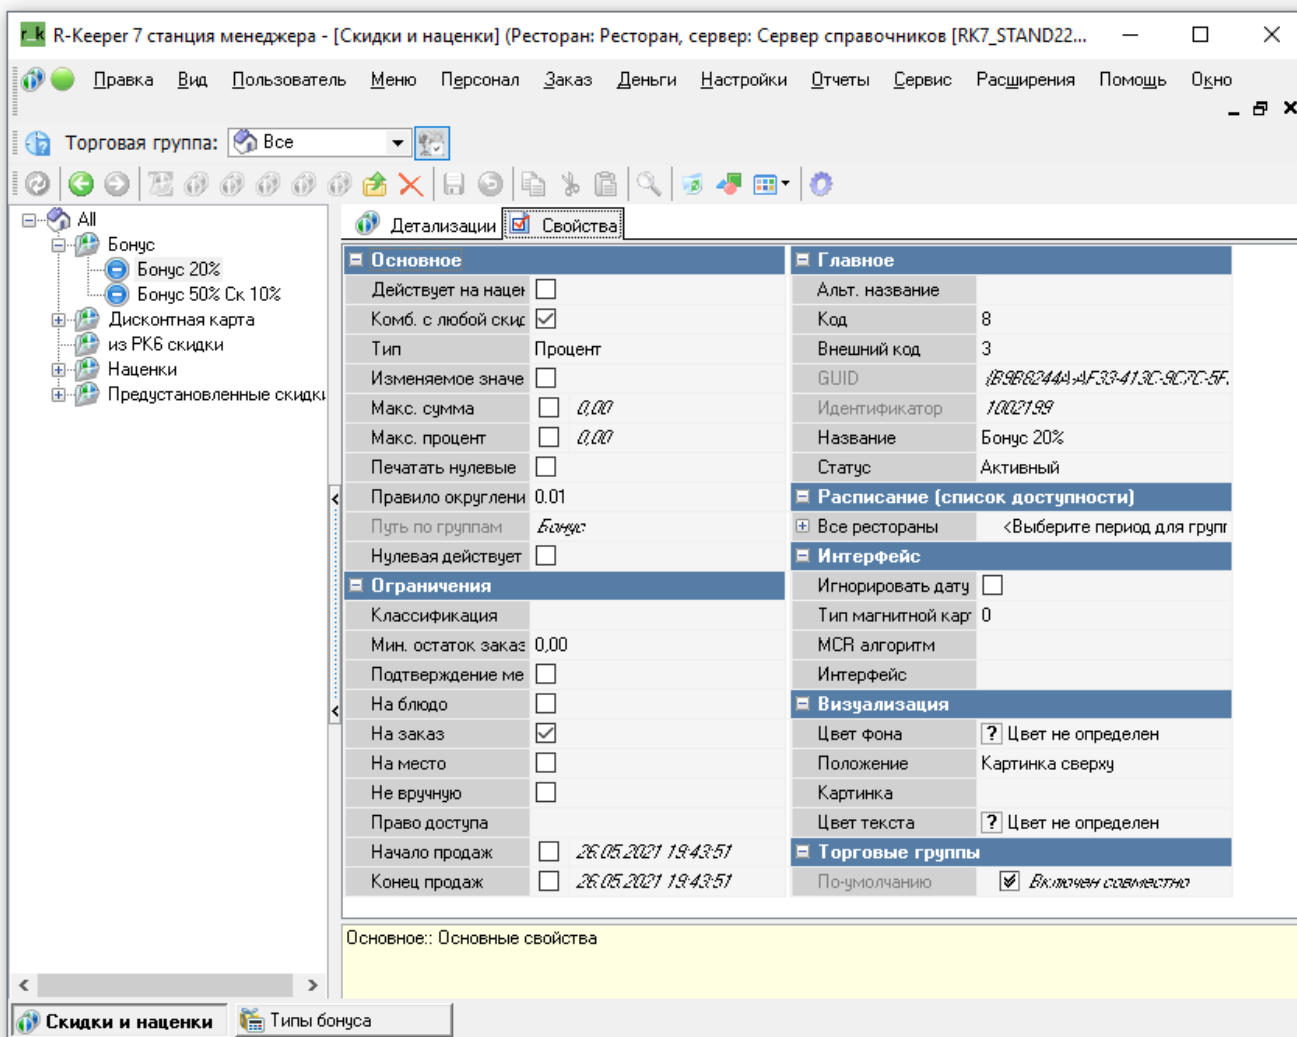 r_k R-Keeper 7 станция менеджера - [Скидки и наценки] (Ресторан: Ресторан, сервер: Сервер справочников [RK7_STAND22...
Правка Вид Пользователь Меню Персонал Заказ Деньги Настройки Отчеты Сервис Расширения Помощь Окно
Торговая группа: Все
All
Бонус
Бонус 20%
Бонус 50% Ск 10%
Дисконтная карта
из РК6 скидки
Наценки
Предустановленные скидки
Детализации Свойства
Основное
Действует на нацен
Комб. с любой скид
Тип Процент
Изменяемое значе
Макс. сумма 0,00
Макс. процент 0,00
Печатать нулевые
Правило округлени 0.01
Путь по группам Бонус
Нулевая действует
Ограничения
Классификация
Мин. остаток заказ 0,00
Подтверждение ме
На блюдо
На заказ
На место
Не вручную
Право доступа
Начало продаж 26.05.2021 19:43:51
Конец продаж 26.05.2021 19:43:51
Главное
Альт. название
Код 8
Внешний код 3
GUID {B9B8244A-AF33-413C-9C7C-5F.
Идентификатор 1002199
Название Бонус 20%
Статус Активный
Расписание (список доступности)
Все рестораны <Выберите период для групп
Интерфейс
Игнорировать дату
Тип магнитной кар 0
MCR алгоритм
Интерфейс
Визуализация
Цвет фона ? Цвет не определен
Положение Картинка сверху
Картинка
Цвет текста ? Цвет не определен
Торговые группы
По-умолчанию Включен совместно
Основное:: Основные свойства
Скидки и наценки Типы бонуса